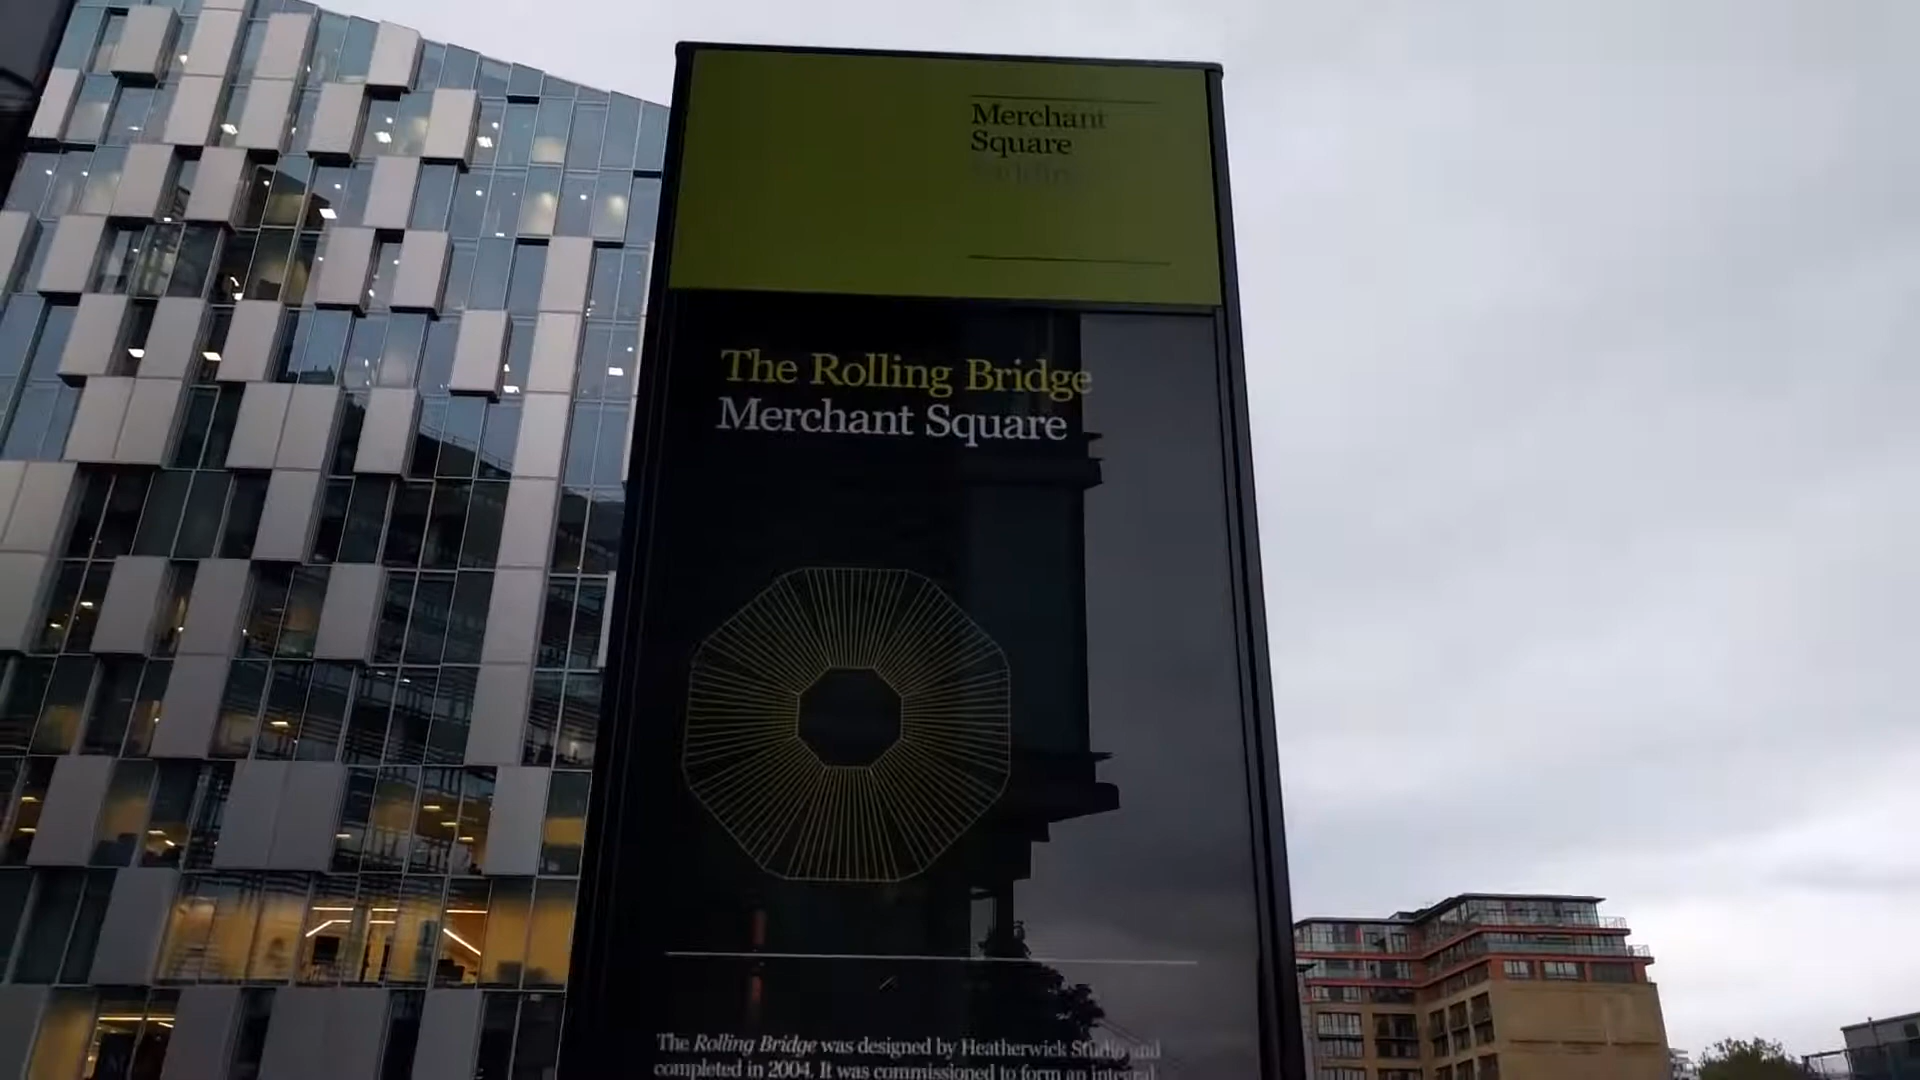 Merchant
Square
The Rolling Bridge
Merchant Square
The Rolling Bridge was designed by Heatherwick Studio and
completed in 2004. It was commissioned to form an integral